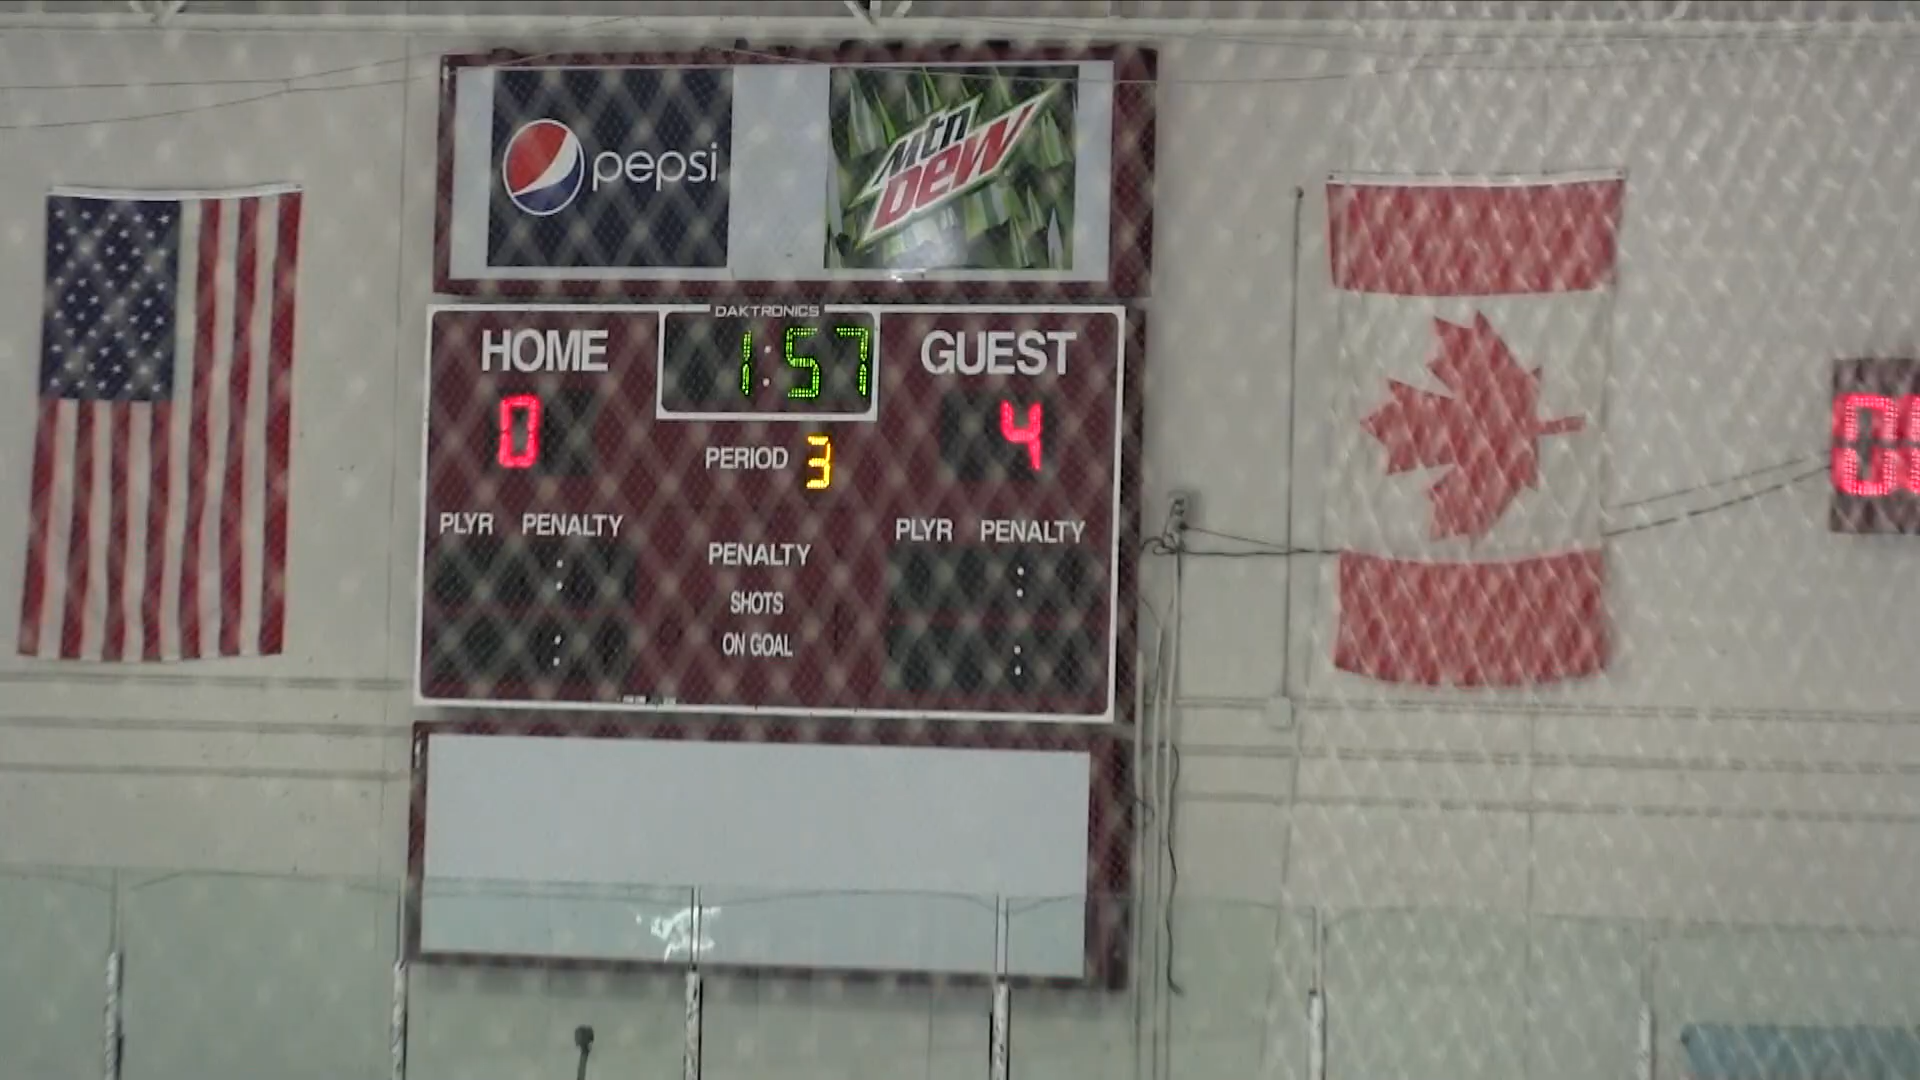 pepsi
Mtn
Dew
DAKTRONICS
HOME
1:57
GUEST
0
4
PERIOD 3
PLYR PENALTY
PLYR PENALTY
PENALTY
SHOTS
ON GOAL